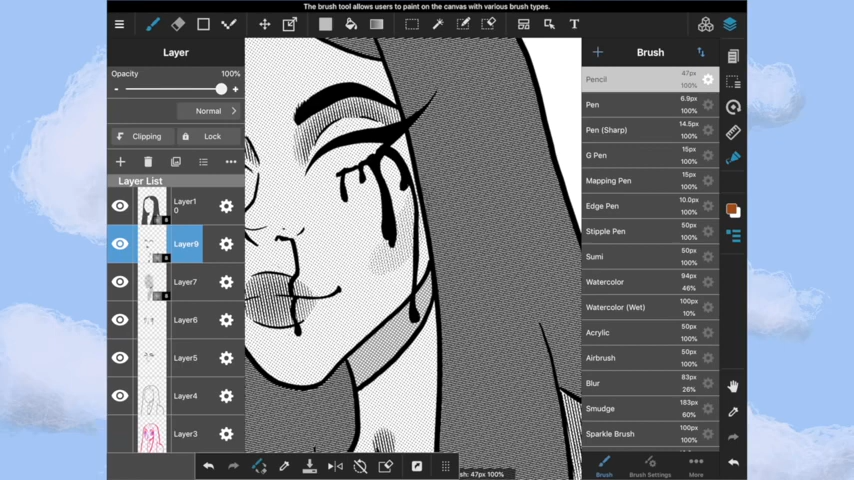 The brush tool allows users to paint on the canvas with various brush types.
T
Layer
Opacity 100%
- +
Normal >
Clipping Lock
Layer List
Layer1
0
Layer9
Layer7
Layer6
Layer5
Layer4
Layer3
Brush
Pencil 47px 100%
Pen 6.9px 100%
Pen (Sharp) 14.5px 100%
G Pen 15px 100%
Mapping Pen 15px 100%
Edge Pen 10.0px 100%
Stipple Pen 50px 100%
Sumi 50px 100%
Watercolor 94px 46%
Watercolor (Wet) 100px 10%
Acrylic 50px 100%
Airbrush 50px 100%
Blur 83px 26%
Smudge 183px 60%
Sparkle Brush 100px 100%
Brush Brush Settings More
sh: 47px 100%